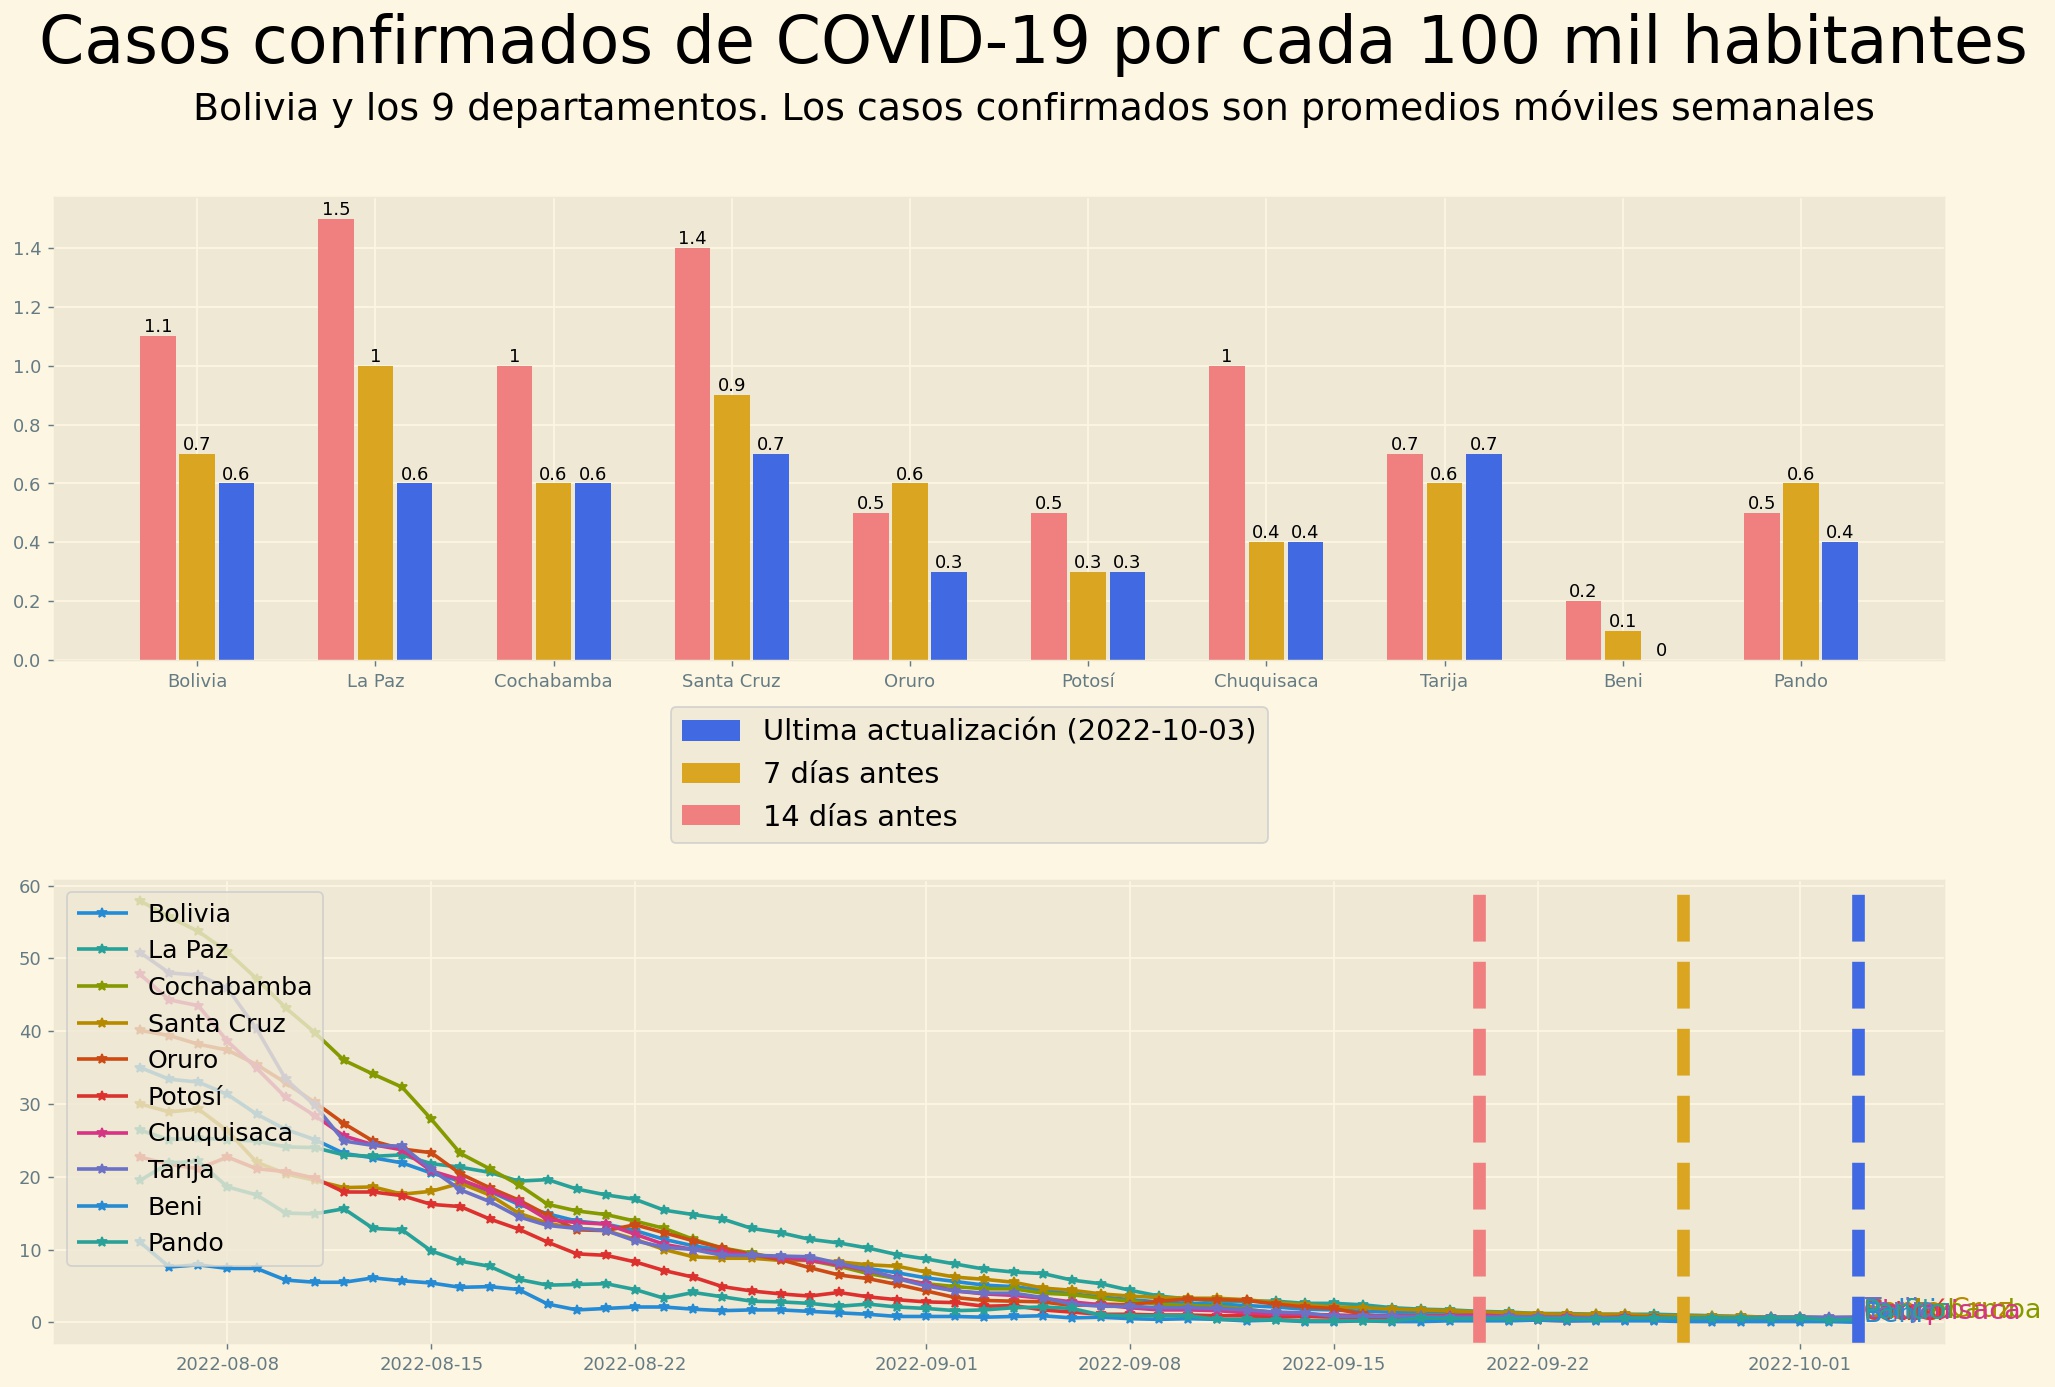 Casos confirmados de COVID-19 por cada 100 mil habitantes
Bolivia y los 9 departamentos. Los casos confirmados son promedios móviles semanales
1.5
1.4
1.4
1.1
1.2
1 1 1
1.0
0.9
0.8
0.7 0.7 0.7 0.7
0.6 0.6 0.6 0.6 0.6 0.6 0.6
0.6
0.5 0.5 0.5
0.4 0.4 0.4
0.4
0.3 0.3 0.3
0.2
0.2
0.1
0
0.0
Bolivia La Paz Cochabamba Santa Cruz Oruro Potosí Chuquisaca Tarija Beni Pando
Ultima actualización (2022-10-03)
7 días antes
14 días antes
60
50
40
30
20
10
0
Bolivia
La Paz
Cochabamba
Santa Cruz
Oruro
Potosí
Chuquisaca
Tarija
Beni
Pando
2022-08-08 2022-08-15 2022-08-22 2022-09-01 2022-09-08 2022-09-15 2022-09-22 2022-10-01